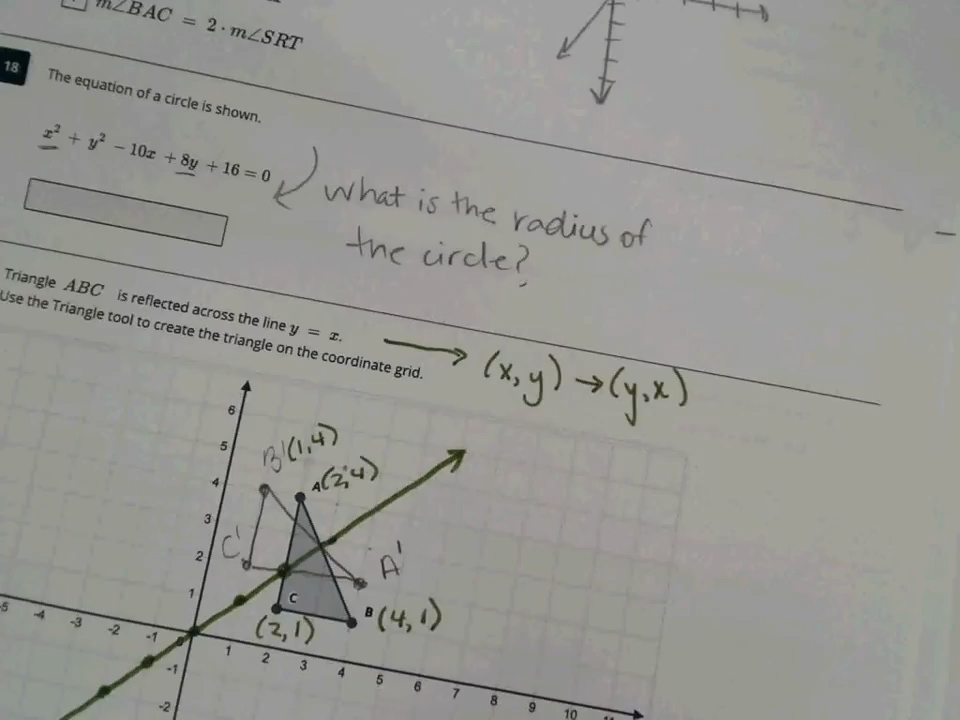 m∠BAC = 2 · m∠SRT
18
The equation of a circle is shown.
x² + y² − 10x + 8y + 16 = 0
What is the radius of
the circle?
Triangle ABC is reflected across the line y = x.
Use the Triangle tool to create the triangle on the coordinate grid.
(x,y) → (y,x)
6
5
4
3
2
1
B'(1,4)
A(2,4)
C'
A'
C
(2,1)
B (4,1)
-5 -4 -3 -2 -1
1 2 3 4 5 6 7 8 9 10
-1
-2